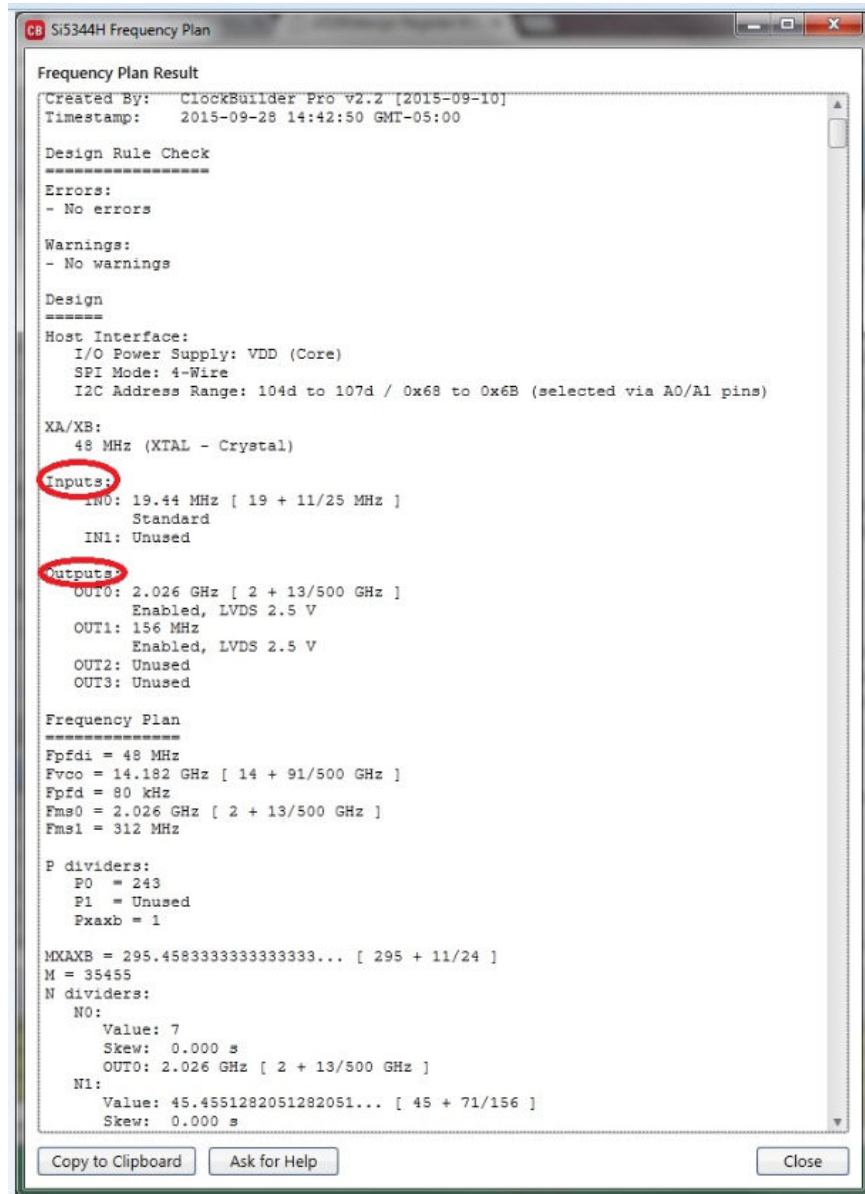 CB Si5344H Frequency Plan
Frequency Plan Result
Created By: ClockBuilder Pro v2.2 [2015-09-10]
Timestamp: 2015-09-28 14:42:50 GMT-05:00
Design Rule Check
=================
Errors:
- No errors
Warnings:
- No warnings
Design
======
Host Interface:
I/O Power Supply: VDD (Core)
SPI Mode: 4-Wire
I2C Address Range: 104d to 107d / 0x68 to 0x6B (selected via A0/A1 pins)
XA/XB:
48 MHz (XTAL - Crystal)
Inputs:
IN0: 19.44 MHz [ 19 + 11/25 MHz ]
Standard
IN1: Unused
Outputs:
OUT0: 2.026 GHz [ 2 + 13/500 GHz ]
Enabled, LVDS 2.5 V
OUT1: 156 MHz
Enabled, LVDS 2.5 V
OUT2: Unused
OUT3: Unused
Frequency Plan
==============
Fpfdi = 48 MHz
Fvco = 14.182 GHz [ 14 + 91/500 GHz ]
Fpfd = 80 kHz
Fms0 = 2.026 GHz [ 2 + 13/500 GHz ]
Fms1 = 312 MHz
P dividers:
P0 = 243
P1 = Unused
Pxaxb = 1
MXAXB = 295.4583333333333333... [ 295 + 11/24 ]
M = 35455
N dividers:
N0:
Value: 7
Skew: 0.000 s
OUT0: 2.026 GHz [ 2 + 13/500 GHz ]
N1:
Value: 45.4551282051282051... [ 45 + 71/156 ]
Skew: 0.000 s
Copy to Clipboard Ask for Help Close